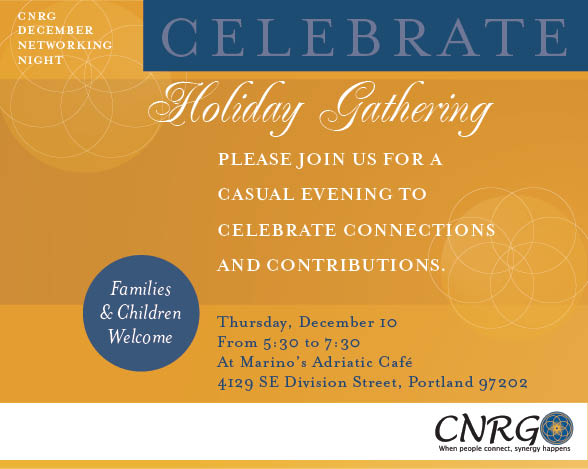 CNRG
DECEMBER
NETWORKING
NIGHT
CELEBRATE
Holiday Gathering
PLEASE JOIN US FOR A
CASUAL EVENING TO
CELEBRATE CONNECTIONS
AND CONTRIBUTIONS.
Families
& Children
Welcome
Thursday, December 10
From 5:30 to 7:30
At Marino's Adriatic Café
4129 SE Division Street, Portland 97202
CNRG
When people connect, synergy happens